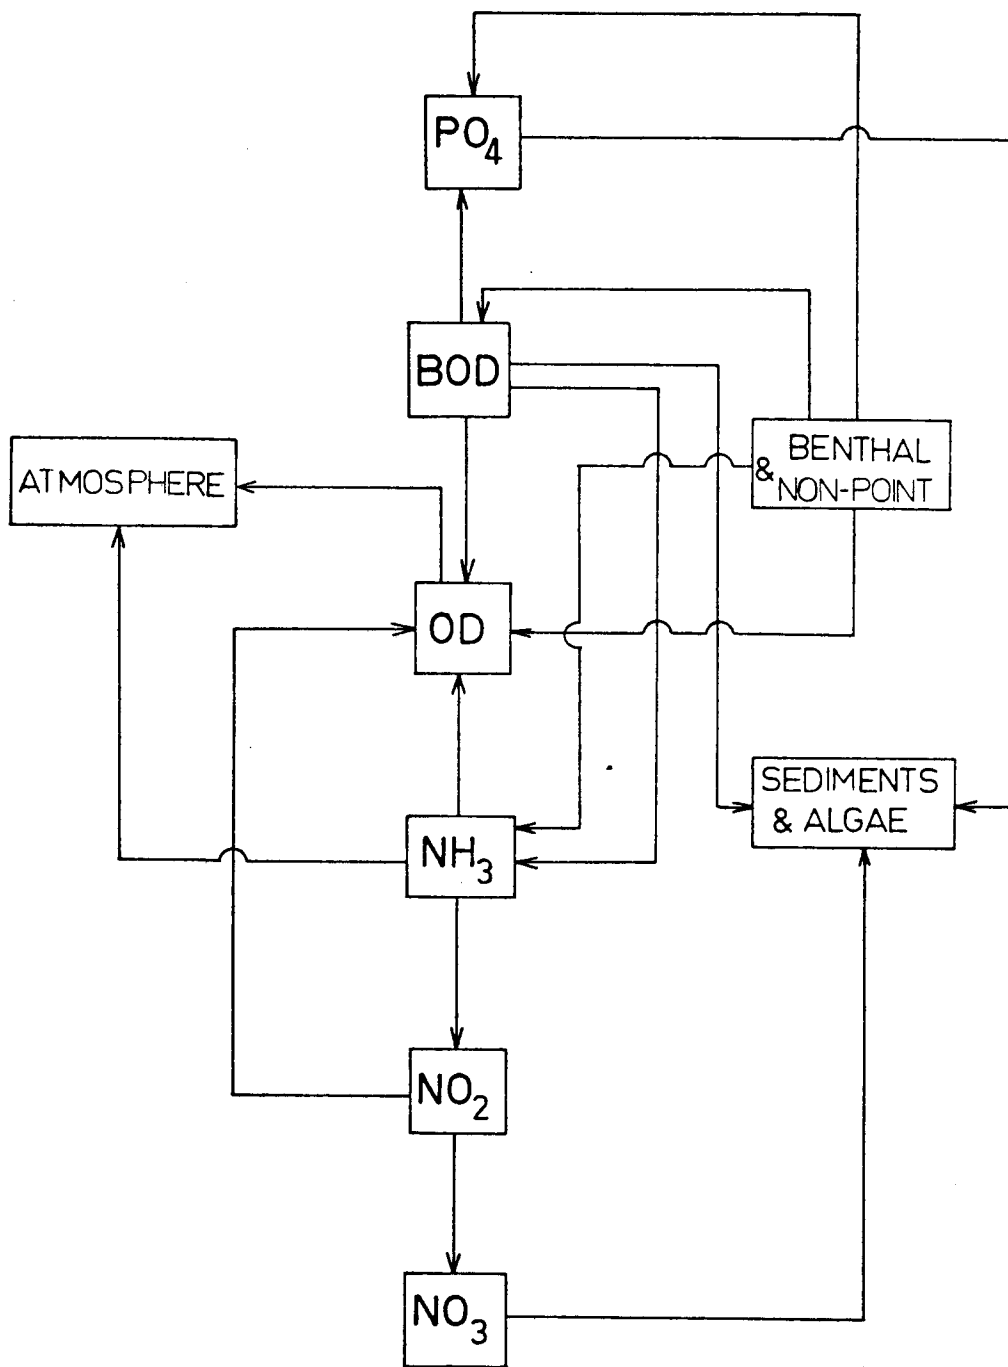 PO₄
BOD
BENTHAL
& NON-POINT
ATMOSPHERE
OD
SEDIMENTS
& ALGAE
NH₃
NO₂
NO₃